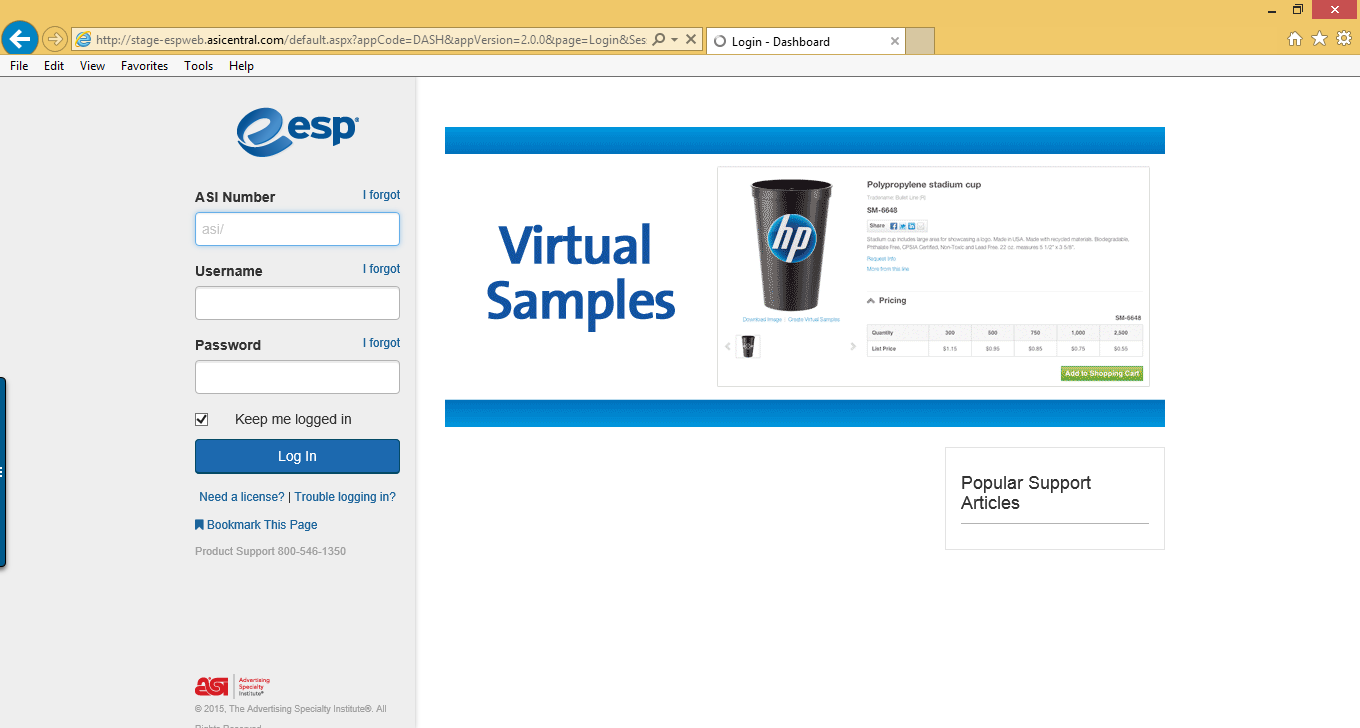 http://stage-espweb.asicentral.com/default.aspx?appCode=DASH&appVersion=2.0.0&page=Login&Ses
Login - Dashboard
File Edit View Favorites Tools Help
esp
ASI Number I forgot
asi/
Username I forgot
Password I forgot
Keep me logged in
Log In
Need a license? | Trouble logging in?
Bookmark This Page
Product Support 800-546-1350
asi Advertising
Specialty
Institute®
© 2015, The Advertising Specialty Institute®. All
Rights Reserved
Virtual
Samples
hp
Download Image | Create Virtual Samples
Polypropylene stadium cup
Tradename: Bullet Line (R)
SM-6648
Share
Stadium cup includes large area for showcasing a logo. Made in USA. Made with recycled materials. Biodegradable,
Phthalate Free, CPSIA Certified, Non-Toxic and Lead Free. 22 oz. measures 5 1/2" x 3 5/8".
Request Info
More from this line
Pricing
SM-6648
Quantity 300 500 750 1,000 2,500
List Price $1.15 $0.95 $0.85 $0.75 $0.55
Add to Shopping Cart
Popular Support
Articles